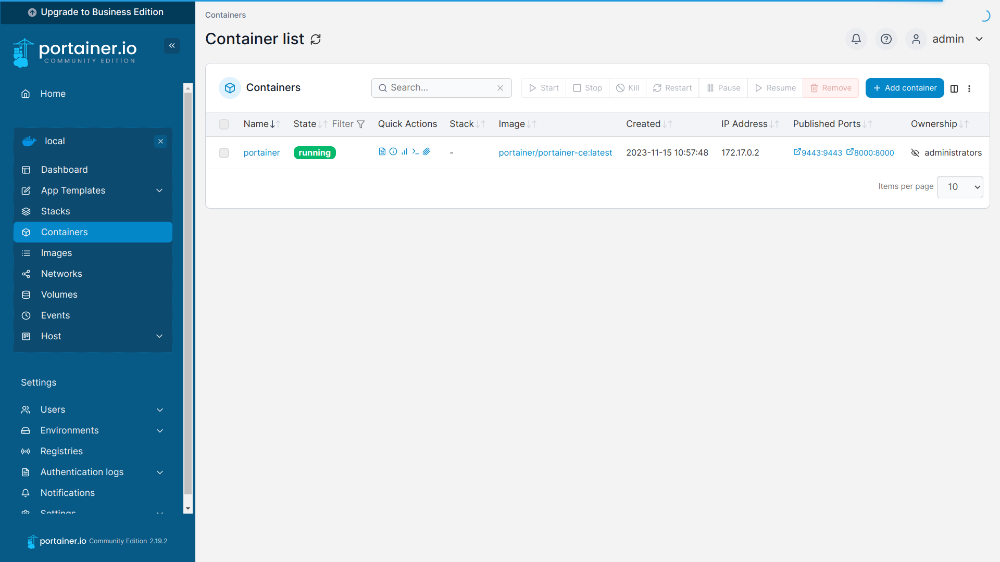 Upgrade to Business Edition
portainer.io
COMMUNITY EDITION
Home
local
Dashboard
App Templates
Stacks
Containers
Images
Networks
Volumes
Events
Host
Settings
Users
Environments
Registries
Authentication logs
Notifications
Settings
portainer.io Community Edition 2.19.2
Containers
Container list
admin
Containers
Search...
Start
Stop
Kill
Restart
Pause
Resume
Remove
Add container
Name State Filter Quick Actions Stack Image Created IP Address Published Ports Ownership
portainer running - portainer/portainer-ce:latest 2023-11-15 10:57:48 172.17.0.2 9443:9443 8000:8000 administrators
Items per page 10